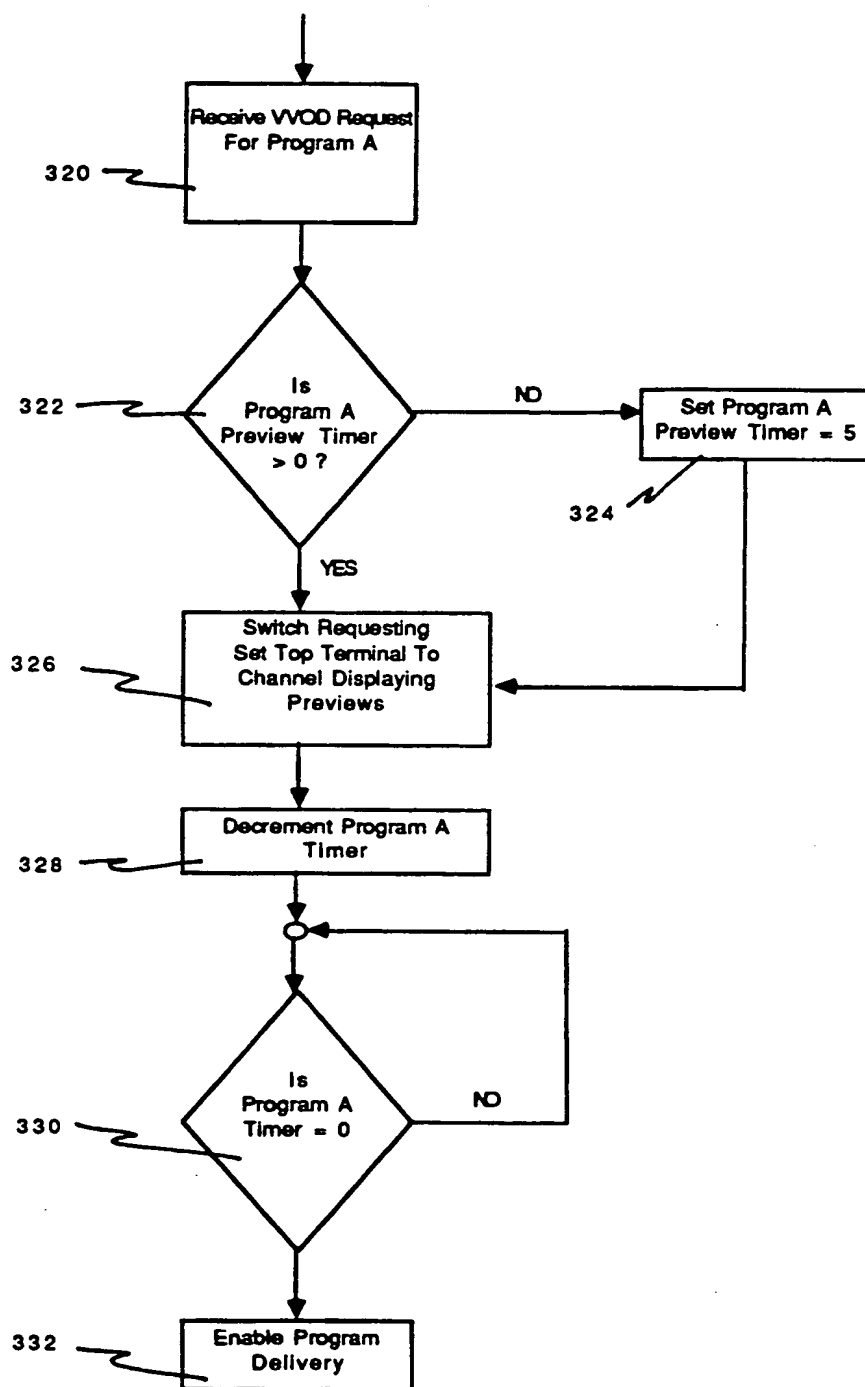 Receive VVOD Request
For Program A
320
Is
Program A
Preview Timer
> 0 ?
322
NO
Set Program A
Preview Timer = 5
324
YES
Switch Requesting
Set Top Terminal To
Channel Displaying
Previews
326
Decrement Program A
Timer
328
Is
Program A
Timer = 0
330
NO
Enable Program
Delivery
332